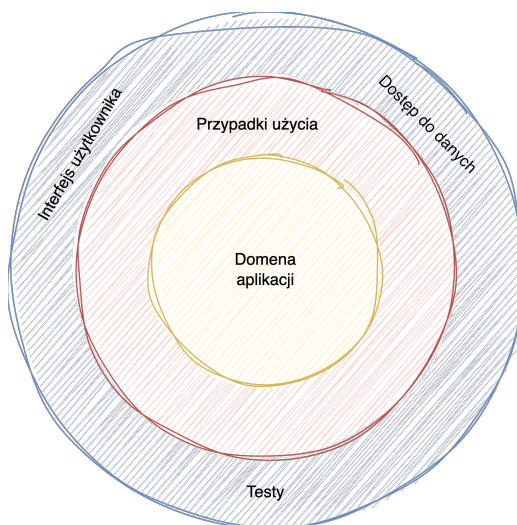 Interfejs użytkownika
Dostęp do danych
Przypadki użycia
Domena
aplikacji
Testy